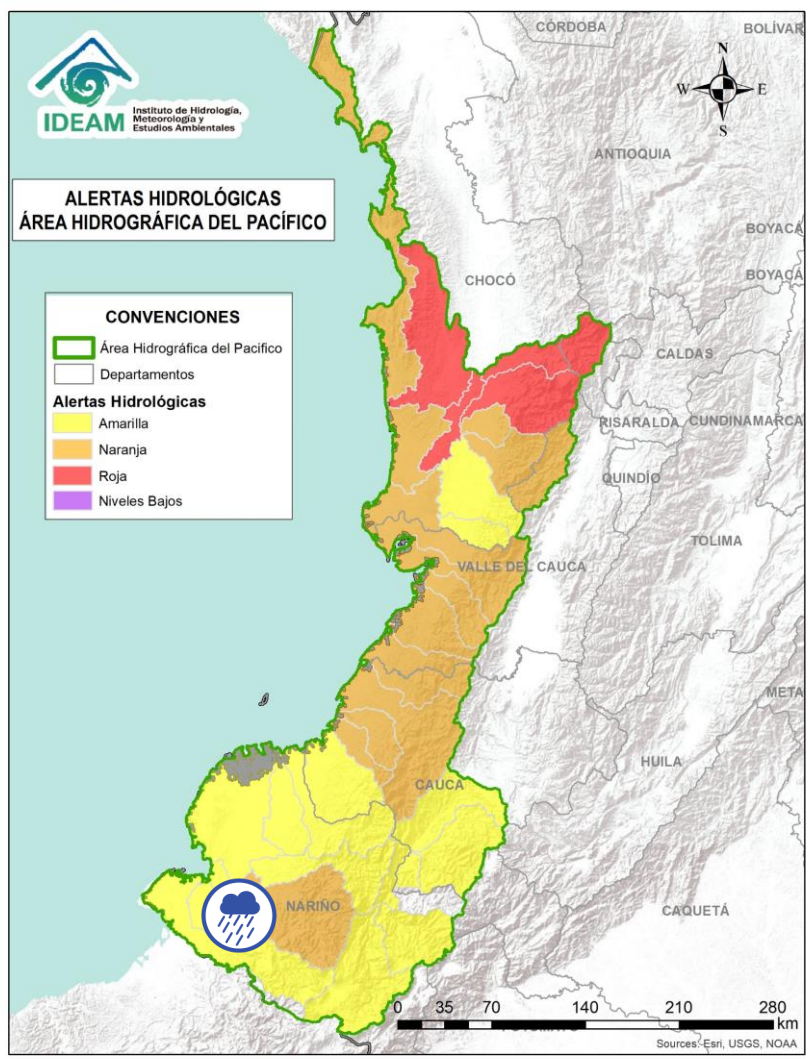 IDEAM
Instituto de Hidrología,
Meteorología y
Estudios Ambientales
ALERTAS HIDROLÓGICAS
ÁREA HIDROGRÁFICA DEL PACÍFICO
CONVENCIONES
Área Hidrográfica del Pacifico
Departamentos
Alertas Hidrológicas
Amarilla
Naranja
Roja
Niveles Bajos
N
W E
S
CÓRDOBA
BOLÍVAR
ANTIOQUIA
BOYACÁ
BOYACÁ
CHOCÓ
CALDAS
RISARALDA
CUNDINAMARCA
QUINDÍO
TOLIMA
VALLE DEL CAUCA
META
HUILA
CAUCA
NARIÑO
CAQUETÁ
0 35 70 140 210 280
km
Sources: Esri, USGS, NOAA